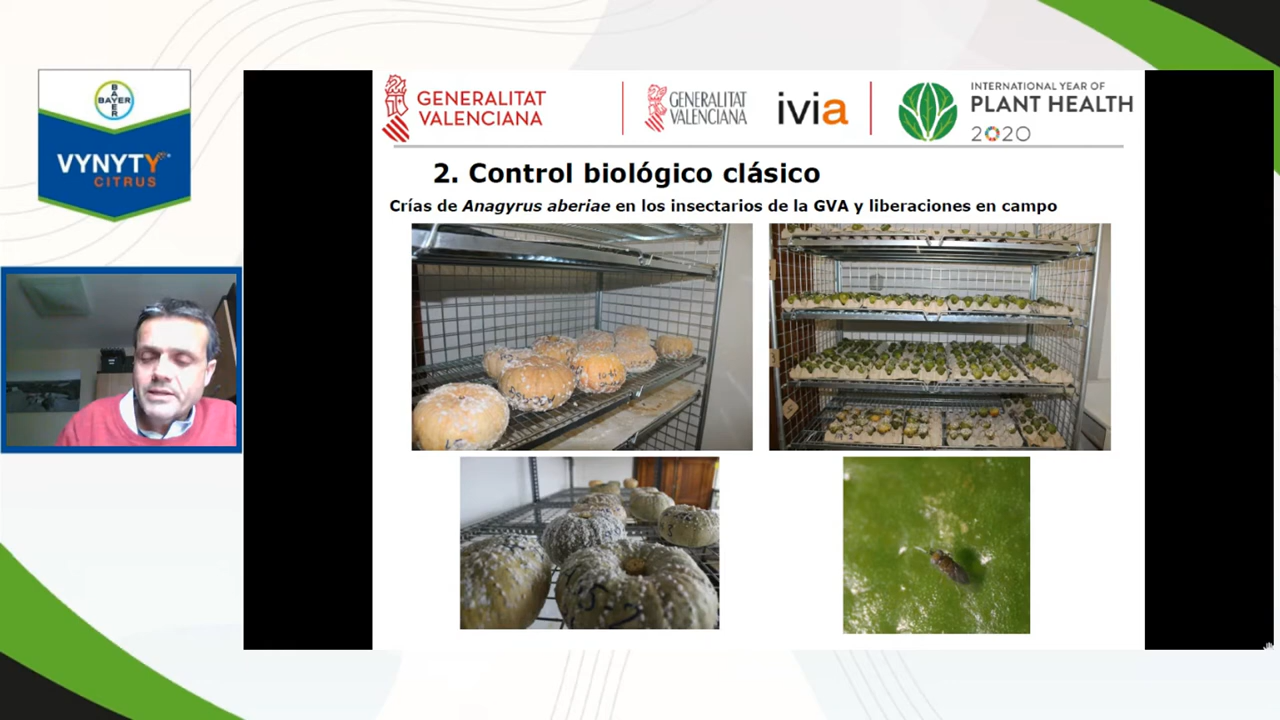 BAYER
BAYER
VYNYTY
CITRUS
GENERALITAT
VALENCIANA
GENERALITAT
VALENCIANA
ivia
INTERNATIONAL YEAR OF
PLANT HEALTH
2020
2. Control biológico clásico
Crías de Anagyrus aberiae en los insectarios de la GVA y liberaciones en campo